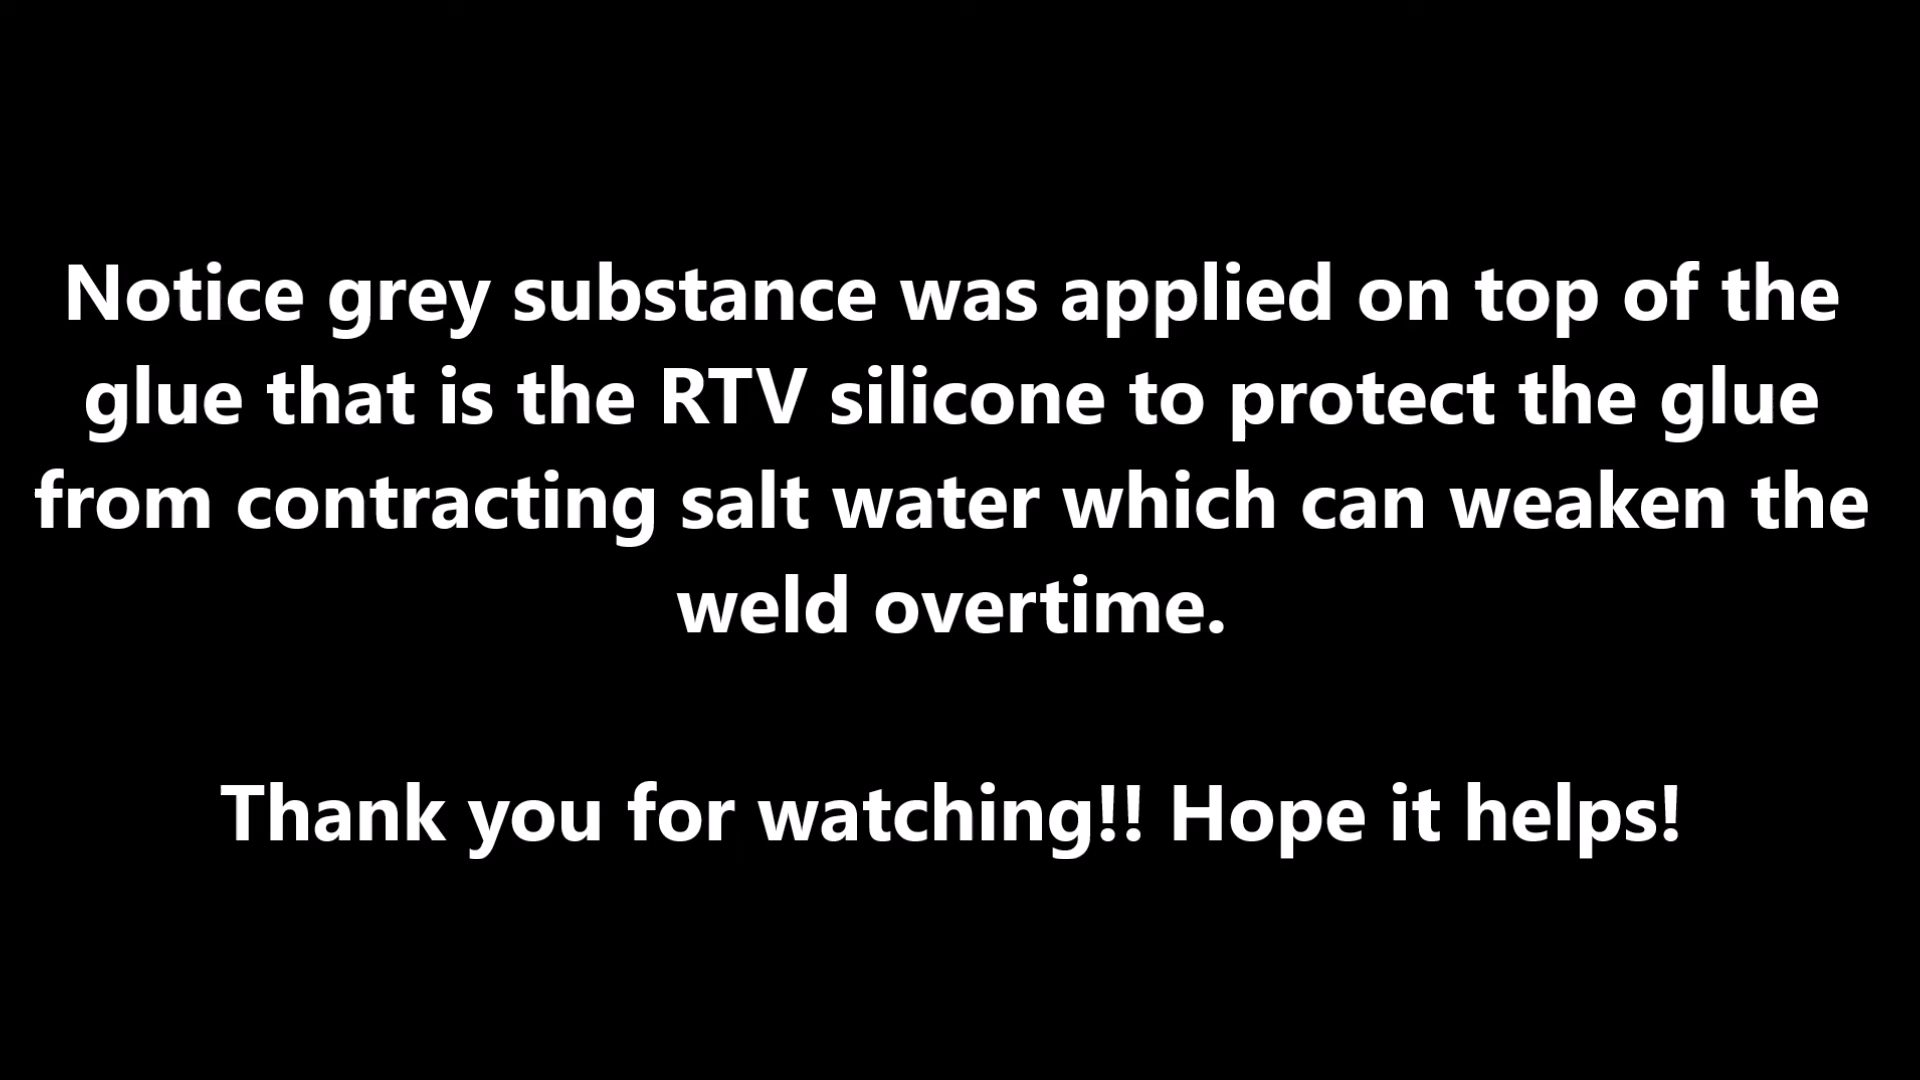 Notice grey substance was applied on top of the
glue that is the RTV silicone to protect the glue
from contracting salt water which can weaken the
weld overtime.
Thank you for watching!! Hope it helps!